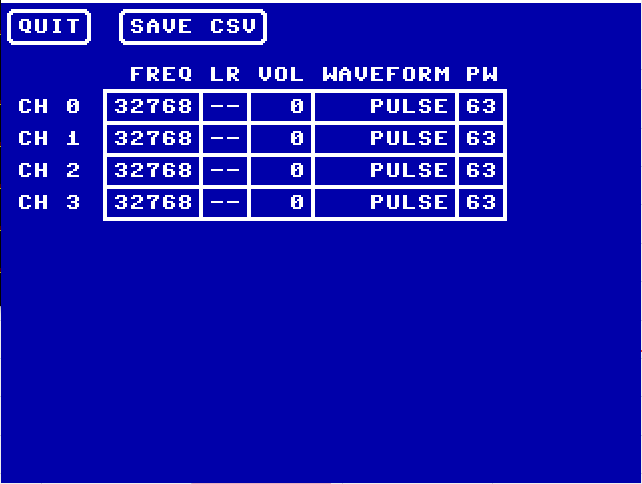 QUIT SAVE CSV
FREQ LR VOL WAVEFORM PW
CH 0 32768 -- 0 PULSE 63
CH 1 32768 -- 0 PULSE 63
CH 2 32768 -- 0 PULSE 63
CH 3 32768 -- 0 PULSE 63